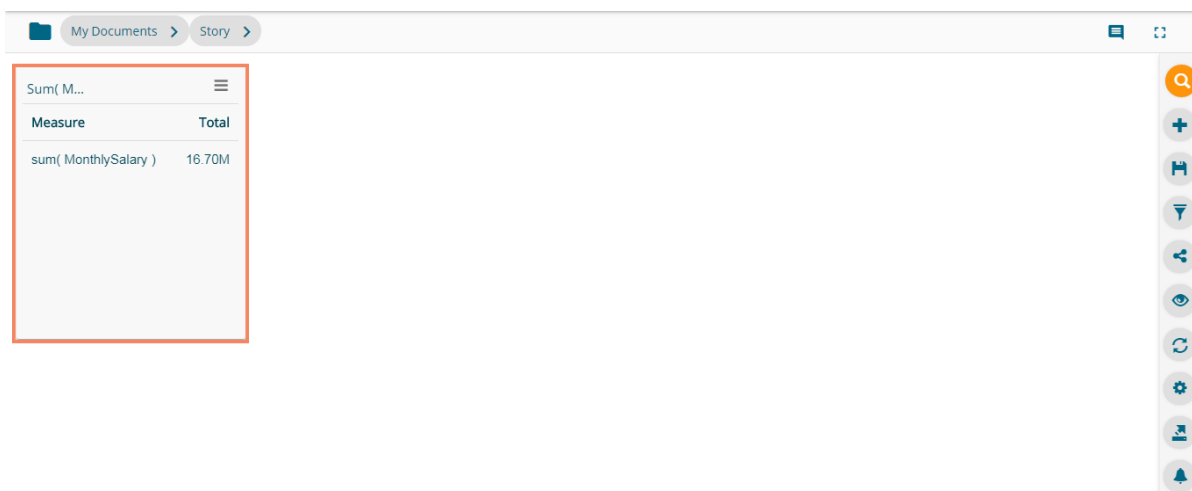 My Documents Story
Sum( M...
Measure Total
sum( MonthlySalary ) 16.70M